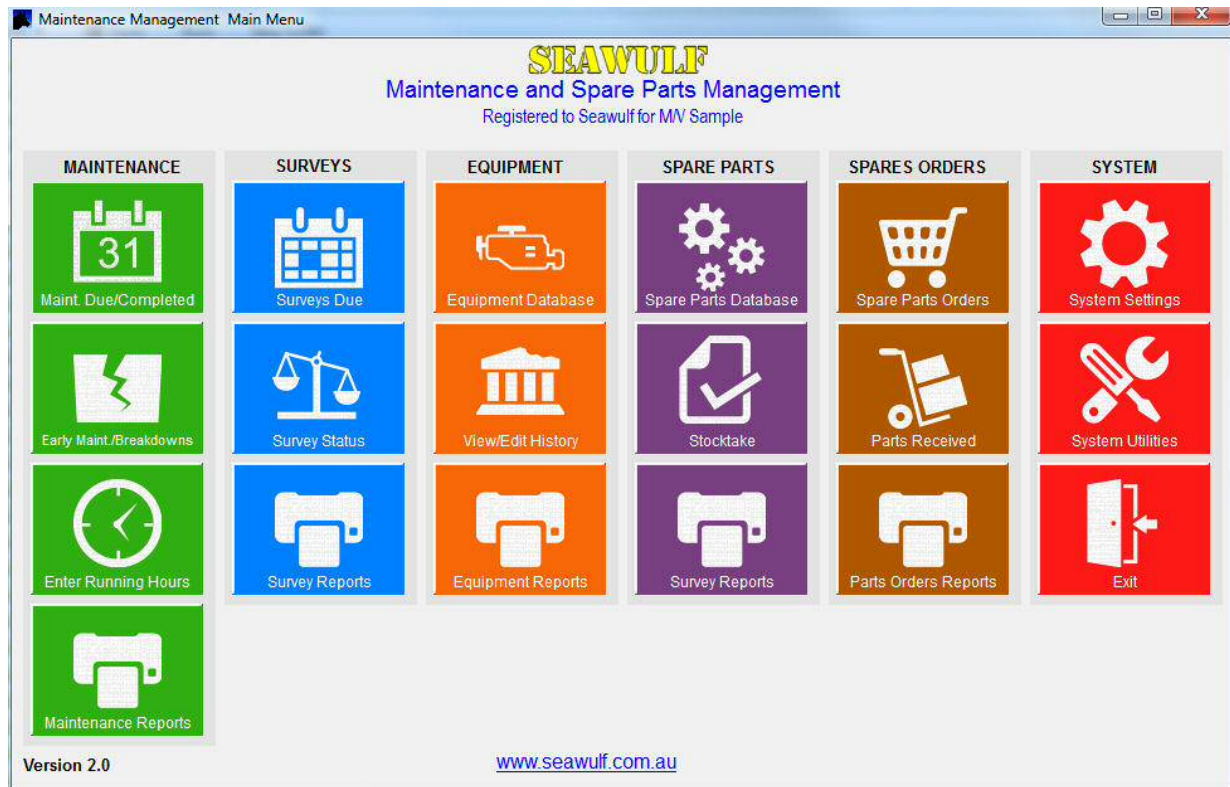 Maintenance Management Main Menu
SEAWULF
Maintenance and Spare Parts Management
Registered to Seawulf for M/V Sample
MAINTENANCE
31
Maint. Due/Completed
Early Maint./Breakdowns
Enter Running Hours
Maintenance Reports
SURVEYS
Surveys Due
Survey Status
Survey Reports
EQUIPMENT
Equipment Database
View/Edit History
Equipment Reports
SPARE PARTS
Spare Parts Database
Stocktake
Survey Reports
SPARES ORDERS
Spare Parts Orders
Parts Received
Parts Orders Reports
SYSTEM
System Settings
System Utilities
Exit
Version 2.0
www.seawulf.com.au